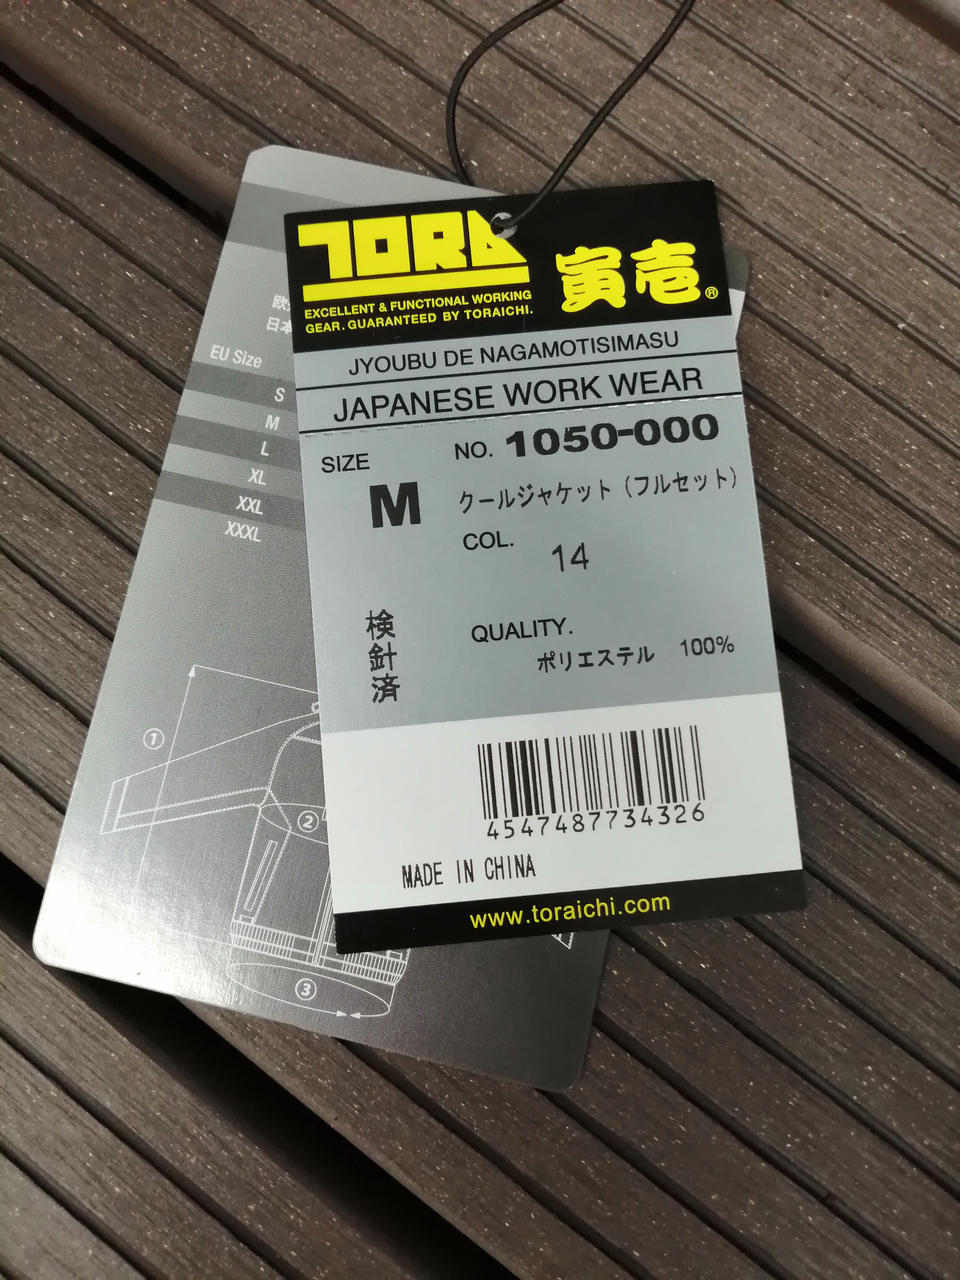 TORA
寅壱®
EXCELLENT & FUNCTIONAL WORKING
GEAR. GUARANTEED BY TORAICHI.
JYOUBU DE NAGAMOTISIMASU
JAPANESE WORK WEAR
NO. 1050-000
SIZE
M
クールジャケット（フルセット）
COL.
14
検針済
QUALITY.
ポリエステル 100%
4547487734326
MADE IN CHINA
www.toraichi.com
日本
EU Size
S
M
L
XL
XXL
XXXL
①
②
③